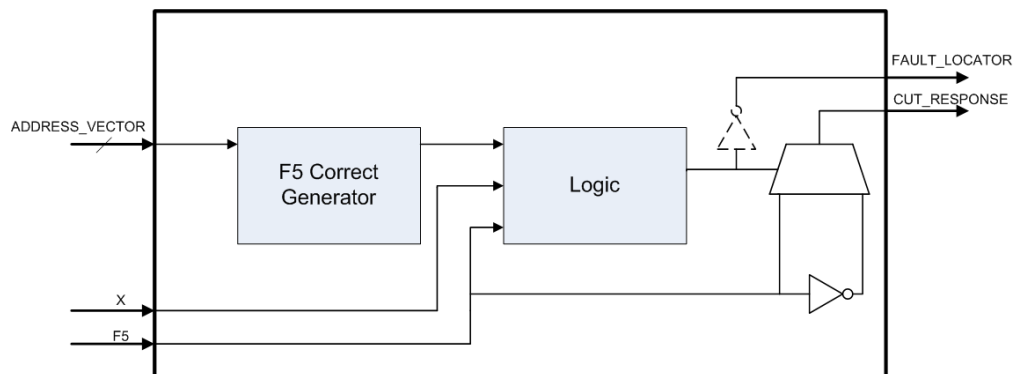 FAULT_LOCATOR
CUT_RESPONSE
ADDRESS_VECTOR
F5 Correct
Generator
Logic
X
F5